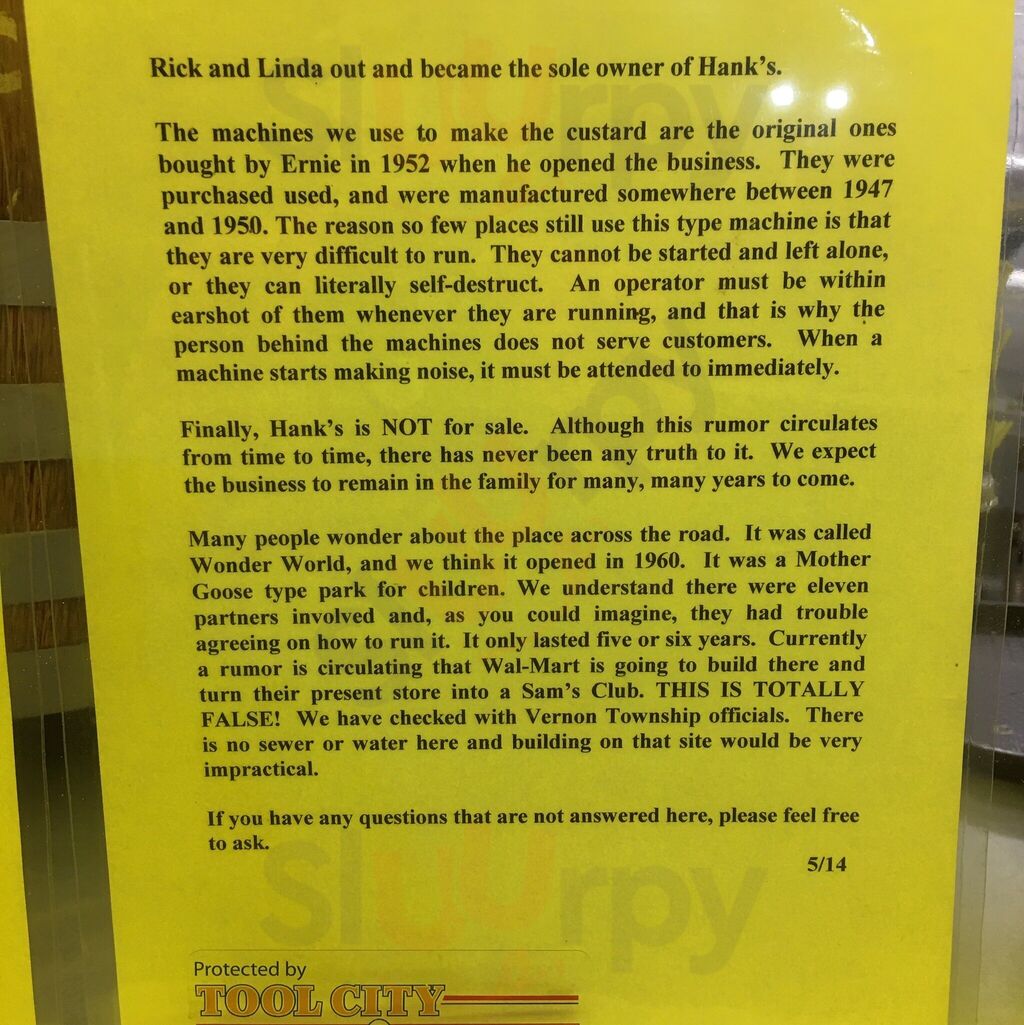 Rick and Linda out and became the sole owner of Hank's.
The machines we use to make the custard are the original ones
bought by Ernie in 1952 when he opened the business. They were
purchased used, and were manufactured somewhere between 1947
and 1950. The reason so few places still use this type machine is that
they are very difficult to run. They cannot be started and left alone,
or they can literally self-destruct. An operator must be within
earshot of them whenever they are running, and that is why the
person behind the machines does not serve customers. When a
machine starts making noise, it must be attended to immediately.
Finally, Hank's is NOT for sale. Although this rumor circulates
from time to time, there has never been any truth to it. We expect
the business to remain in the family for many, many years to come.
Many people wonder about the place across the road. It was called
Wonder World, and we think it opened in 1960. It was a Mother
Goose type park for children. We understand there were eleven
partners involved and, as you could imagine, they had trouble
agreeing on how to run it. It only lasted five or six years. Currently
a rumor is circulating that Wal-Mart is going to build there and
turn their present store into a Sam's Club. THIS IS TOTALLY
FALSE! We have checked with Vernon Township officials. There
is no sewer or water here and building on that site would be very
impractical.
If you have any questions that are not answered here, please feel free
to ask.
5/14
Sluurpy
Sluurpy
Protected by
TOOL CITY